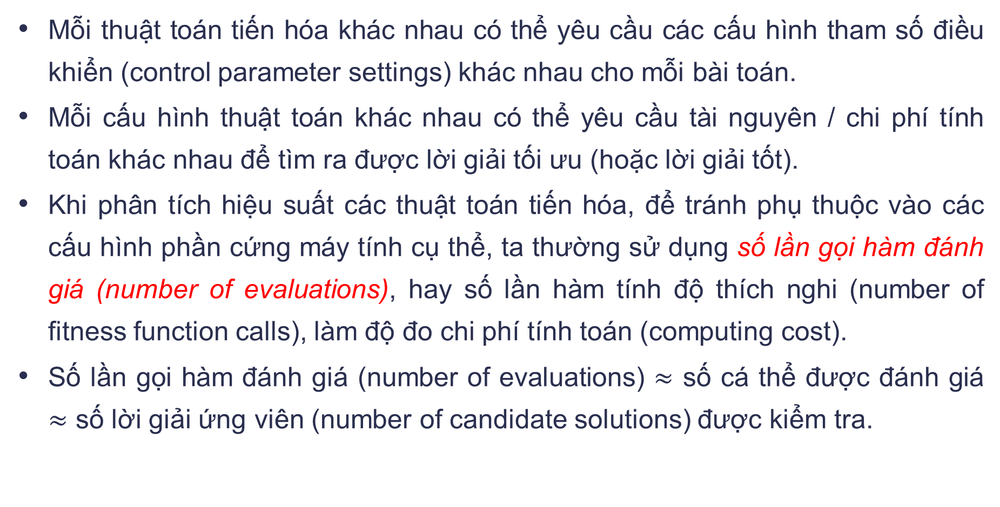 • Mỗi thuật toán tiến hóa khác nhau có thể yêu cầu các cấu hình tham số điều
khiển (control parameter settings) khác nhau cho mỗi bài toán.
• Mỗi cấu hình thuật toán khác nhau có thể yêu cầu tài nguyên / chi phí tính
toán khác nhau để tìm ra được lời giải tối ưu (hoặc lời giải tốt).
• Khi phân tích hiệu suất các thuật toán tiến hóa, để tránh phụ thuộc vào các
cấu hình phần cứng máy tính cụ thể, ta thường sử dụng số lần gọi hàm đánh
giá (number of evaluations), hay số lần hàm tính độ thích nghi (number of
fitness function calls), làm độ đo chi phí tính toán (computing cost).
• Số lần gọi hàm đánh giá (number of evaluations) ≈ số cá thể được đánh giá
≈ số lời giải ứng viên (number of candidate solutions) được kiểm tra.